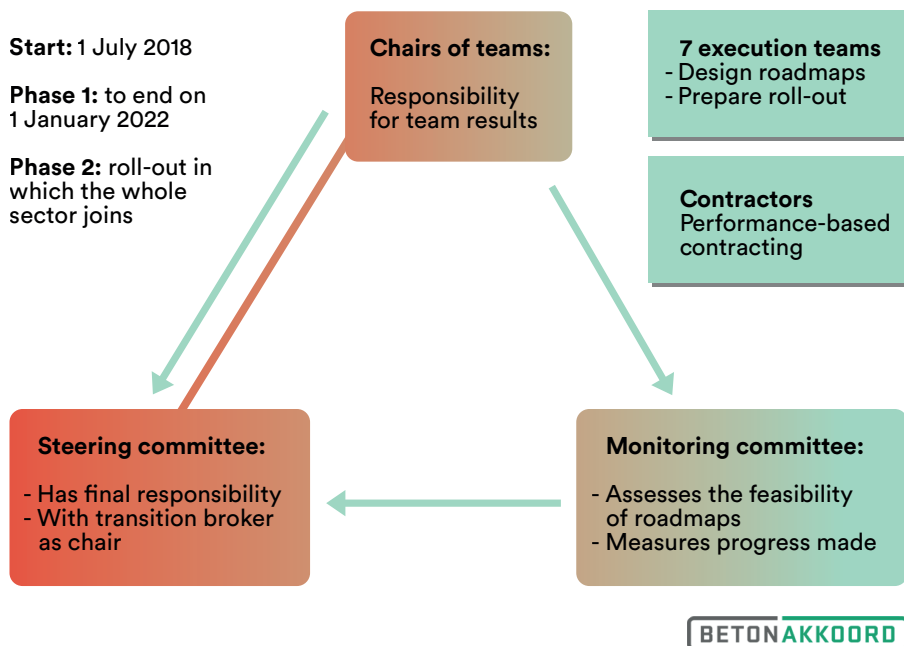 Start: 1 July 2018
Phase 1: to end on
1 January 2022
Phase 2: roll-out in
which the whole
sector joins
Chairs of teams:
Responsibility
for team results
7 execution teams
- Design roadmaps
- Prepare roll-out
Contractors
Performance-based
contracting
Steering committee:
- Has final responsibility
- With transition broker
as chair
Monitoring committee:
- Assesses the feasibility
of roadmaps
- Measures progress made
BETONAKKOORD